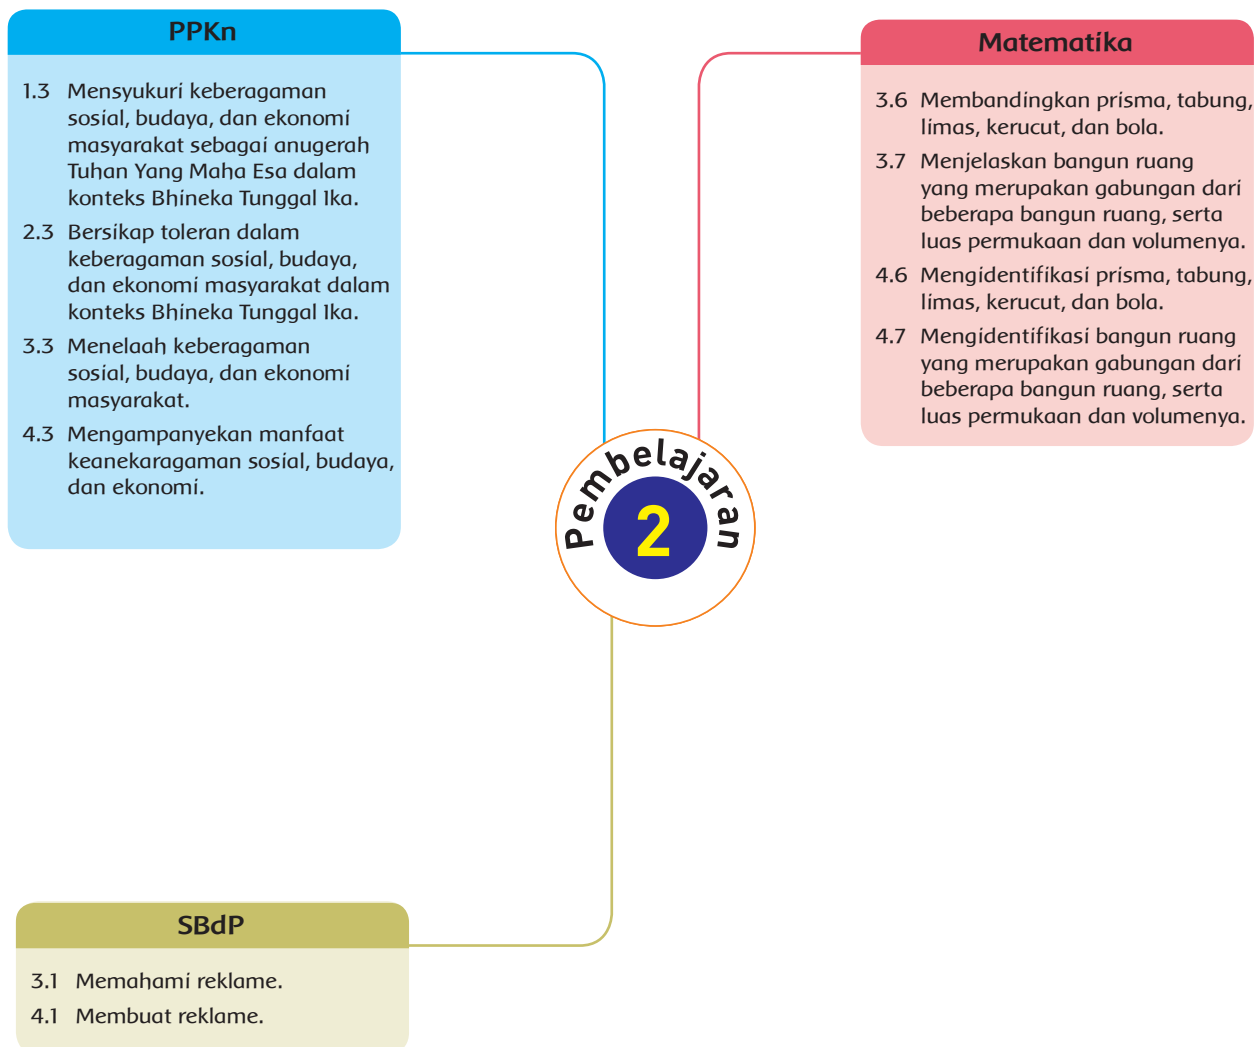 PPKn
1.3 Mensyukuri keberagaman
sosial, budaya, dan ekonomi
masyarakat sebagai anugerah
Tuhan Yang Maha Esa dalam
konteks Bhineka Tunggal Ika.
2.3 Bersikap toleran dalam
keberagaman sosial, budaya,
dan ekonomi masyarakat dalam
konteks Bhineka Tunggal Ika.
3.3 Menelaah keberagaman
sosial, budaya, dan ekonomi
masyarakat.
4.3 Mengampanyekan manfaat
keanekaragaman sosial, budaya,
dan ekonomi.
Matematika
3.6 Membandingkan prisma, tabung,
limas, kerucut, dan bola.
3.7 Menjelaskan bangun ruang
yang merupakan gabungan dari
beberapa bangun ruang, serta
luas permukaan dan volumenya.
4.6 Mengidentifikasi prisma, tabung,
limas, kerucut, dan bola.
4.7 Mengidentifikasi bangun ruang
yang merupakan gabungan dari
beberapa bangun ruang, serta
luas permukaan dan volumenya.
Pembelajaran
2
SBdP
3.1 Memahami reklame.
4.1 Membuat reklame.